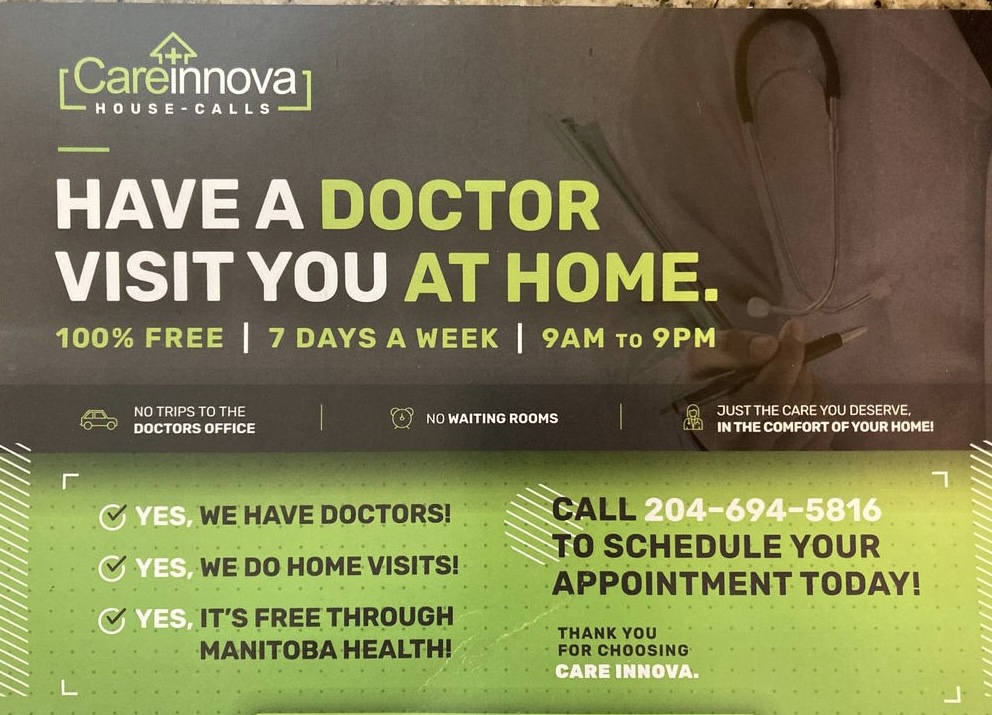 Careinnova
HOUSE-CALLS
HAVE A DOCTOR
VISIT YOU AT HOME.
100% FREE | 7 DAYS A WEEK | 9AM TO 9PM
NO TRIPS TO THE
DOCTORS OFFICE
NO WAITING ROOMS
JUST THE CARE YOU DESERVE,
IN THE COMFORT OF YOUR HOME!
YES, WE HAVE DOCTORS!
YES, WE DO HOME VISITS!
YES, IT'S FREE THROUGH
MANITOBA HEALTH!
CALL 204-694-5816
TO SCHEDULE YOUR
APPOINTMENT TODAY!
THANK YOU
FOR CHOOSING
CARE INNOVA.